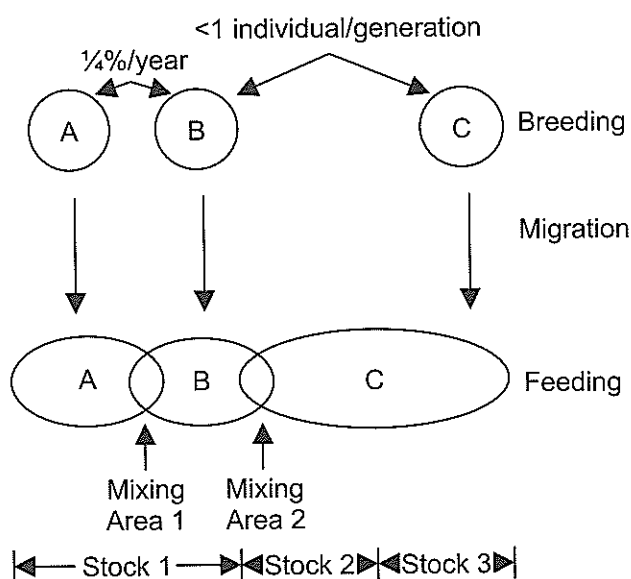 <1 individual/generation
¼%/year
A
B
C
Breeding
Migration
A
B
C
Feeding
Mixing
Area 1
Mixing
Area 2
Stock 1
Stock 2
Stock 3